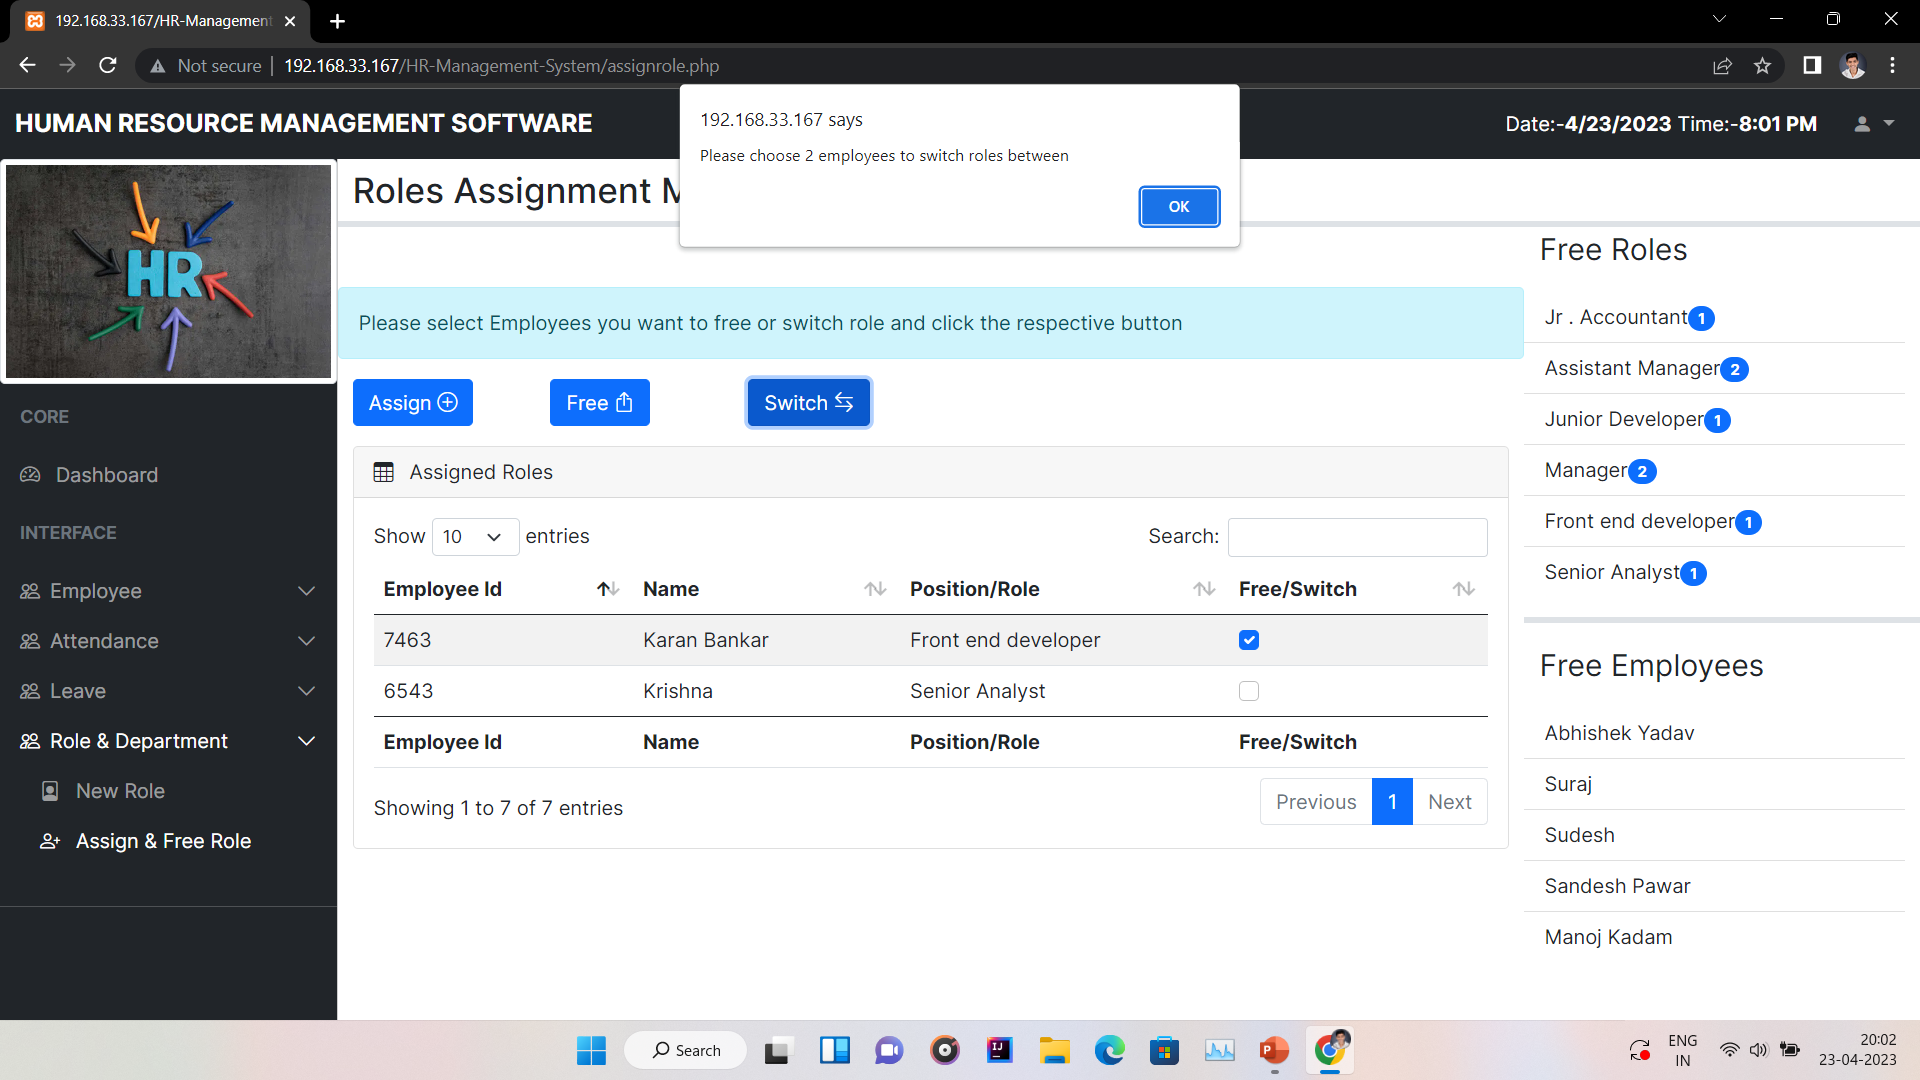 192.168.33.167/HR-Management
Not secure 192.168.33.167/HR-Management-System/assignrole.php
192.168.33.167 says
Please choose 2 employees to switch roles between
OK
HUMAN RESOURCE MANAGEMENT SOFTWARE
Date:-4/23/2023 Time:-8:01 PM
HR
CORE
Dashboard
INTERFACE
Employee
Attendance
Leave
Role & Department
New Role
Assign & Free Role
Roles Assignment M
Please select Employees you want to free or switch role and click the respective button
Assign
Free
Switch
Assigned Roles
Show 10 entries
Search:
Employee Id Name Position/Role Free/Switch
7463 Karan Bankar Front end developer
6543 Krishna Senior Analyst
Employee Id Name Position/Role Free/Switch
Showing 1 to 7 of 7 entries
Previous 1 Next
Free Roles
Jr . Accountant 1
Assistant Manager 2
Junior Developer 1
Manager 2
Front end developer 1
Senior Analyst 1
Free Employees
Abhishek Yadav
Suraj
Sudesh
Sandesh Pawar
Manoj Kadam
Search
ENG
IN
20:02
23-04-2023